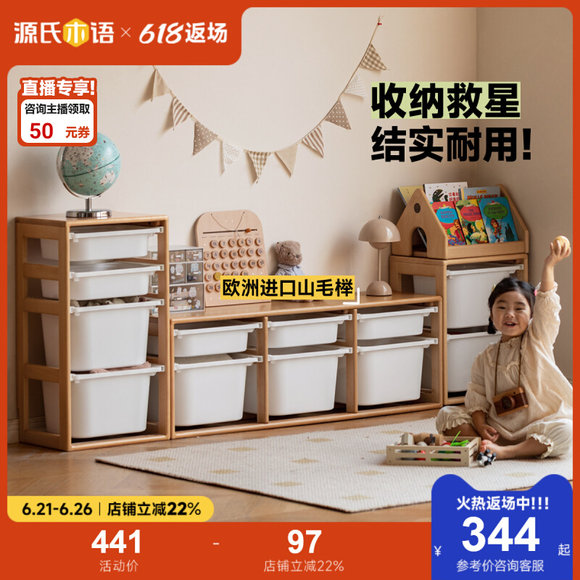 源氏木语 × 618返场
直播专享!
咨询主播领取
50 元券
收纳救星
结实耐用!
欧洲进口山毛榉
6.21-6.26 | 店铺立减22%
441 - 97
活动价 店铺立减22%
火热返场中!!!
¥ 344 起
参考价咨询客服